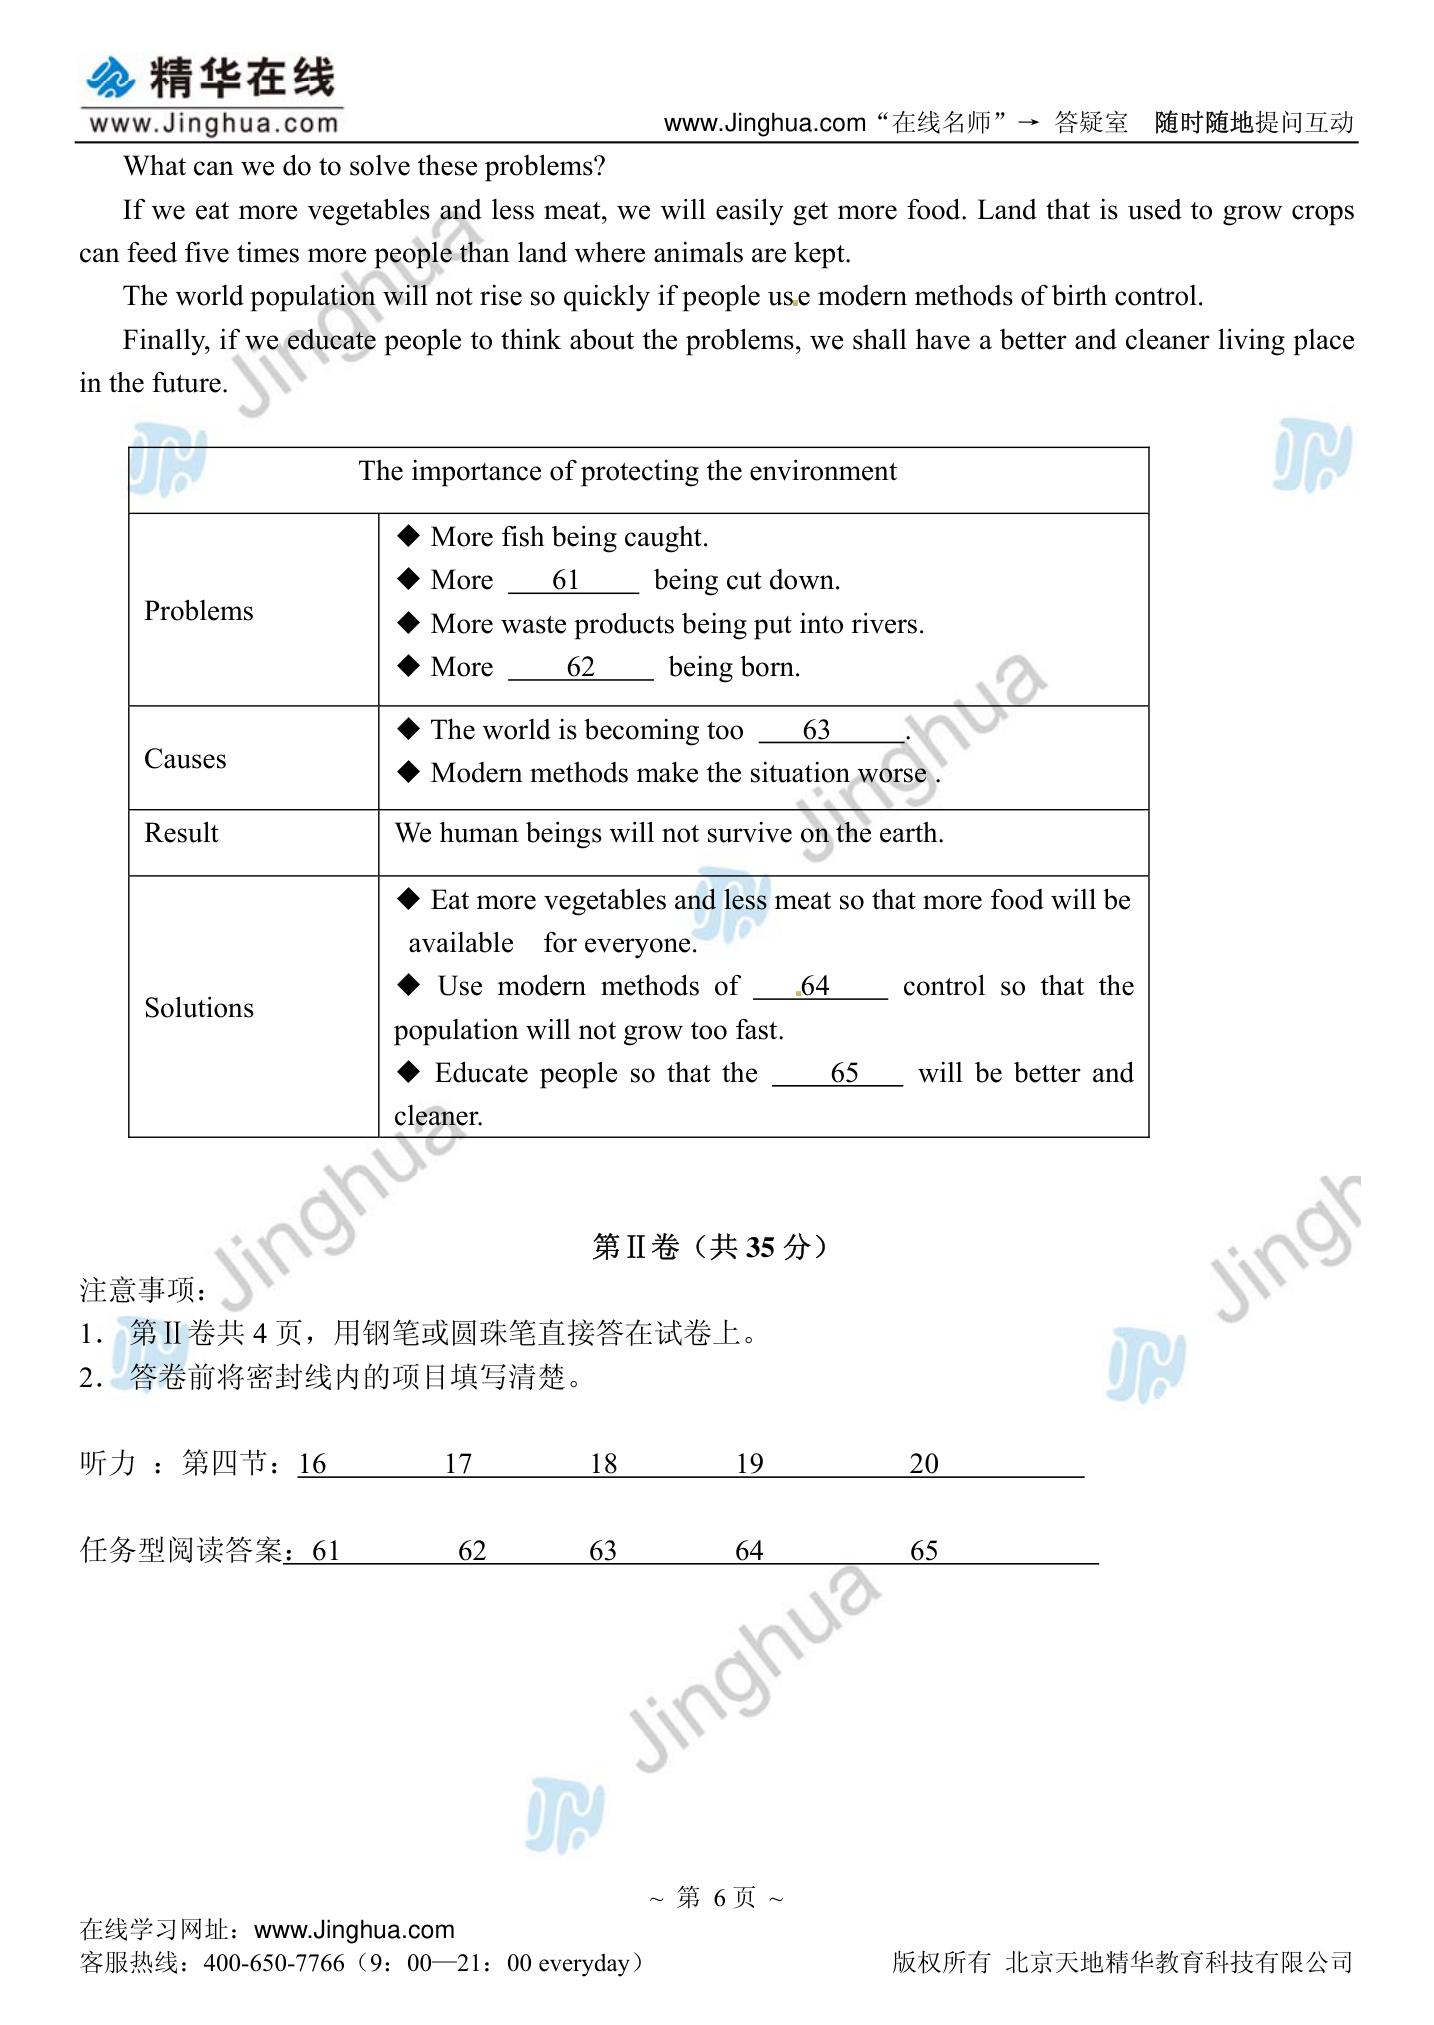 精华在线
www.Jinghua.com
www.Jinghua.com“在线名师”→ 答疑室 随时随地提问互动
What can we do to solve these problems?
If we eat more vegetables and less meat, we will easily get more food. Land that is used to grow crops
can feed five times more people than land where animals are kept.
The world population will not rise so quickly if people use modern methods of birth control.
Finally, if we educate people to think about the problems, we shall have a better and cleaner living place
in the future.
The importance of protecting the environment
Problems
◆ More fish being caught.
◆ More 61 being cut down.
◆ More waste products being put into rivers.
◆ More 62 being born.
Causes
◆ The world is becoming too 63 .
◆ Modern methods make the situation worse .
Result
We human beings will not survive on the earth.
Solutions
◆ Eat more vegetables and less meat so that more food will be
available for everyone.
◆ Use modern methods of 64 control so that the
population will not grow too fast.
◆ Educate people so that the 65 will be better and
cleaner.
第Ⅱ卷（共 35 分）
注意事项：
1． 第Ⅱ卷共 4 页，用钢笔或圆珠笔直接答在试卷上。
2． 答卷前将密封线内的项目填写清楚。
听力 ：第四节：16 17 18 19 20
任务型阅读答案：61 62 63 64 65
~ 第 6 页 ~
在线学习网址：www.Jinghua.com
客服热线：400-650-7766（9：00—21：00 everyday） 版权所有 北京天地精华教育科技有限公司
Jinghua
Jinghua
Jinghua
Jingh
Jinghua